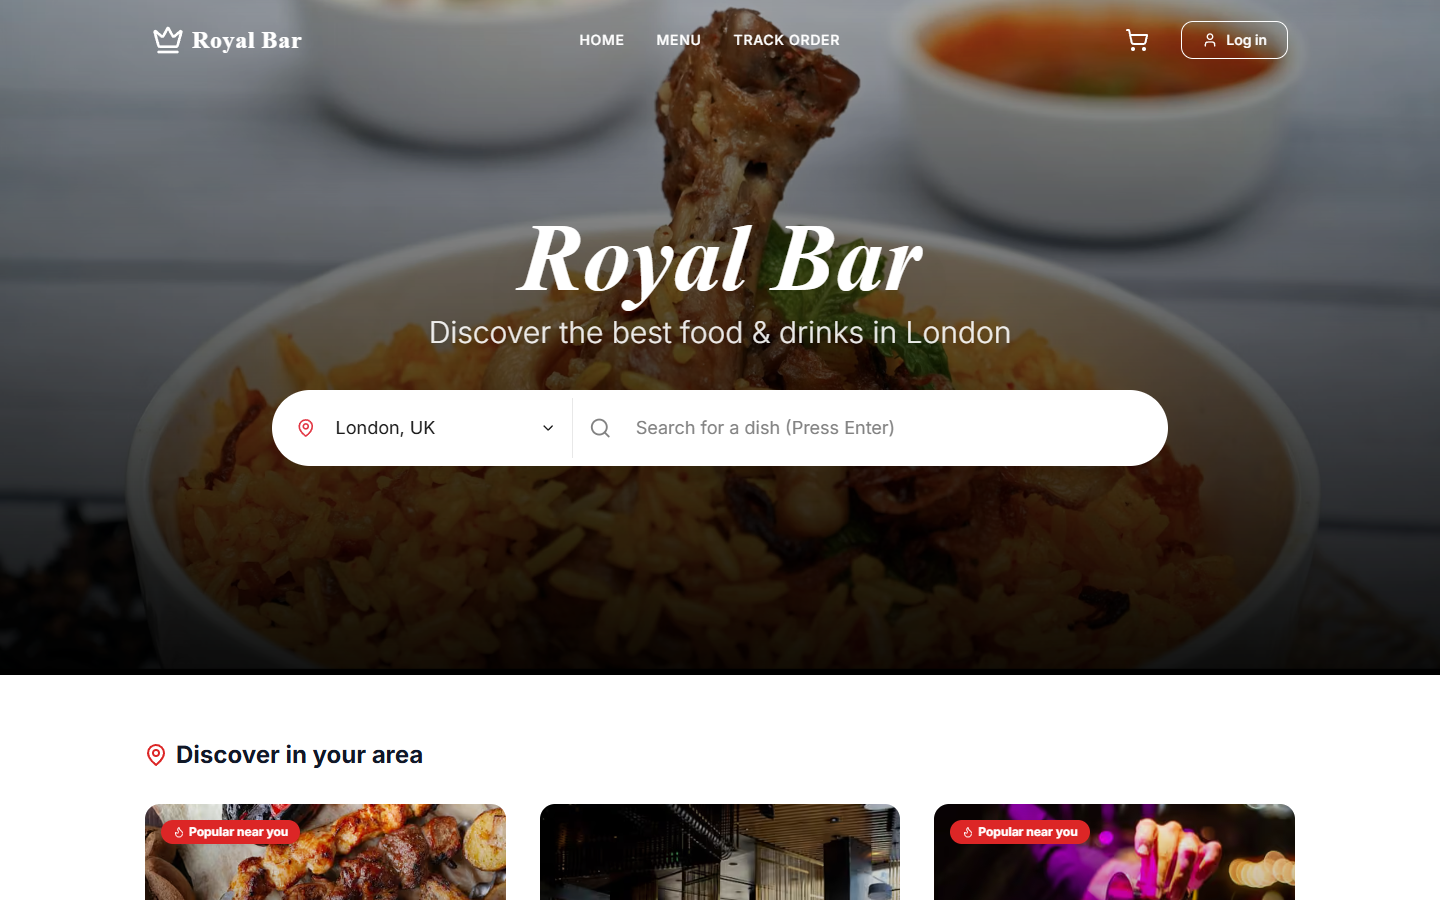 Royal Bar
HOME
MENU
TRACK ORDER
Log in
Royal Bar
Discover the best food & drinks in London
London, UK
Search for a dish (Press Enter)
Discover in your area
Popular near you
Popular near you